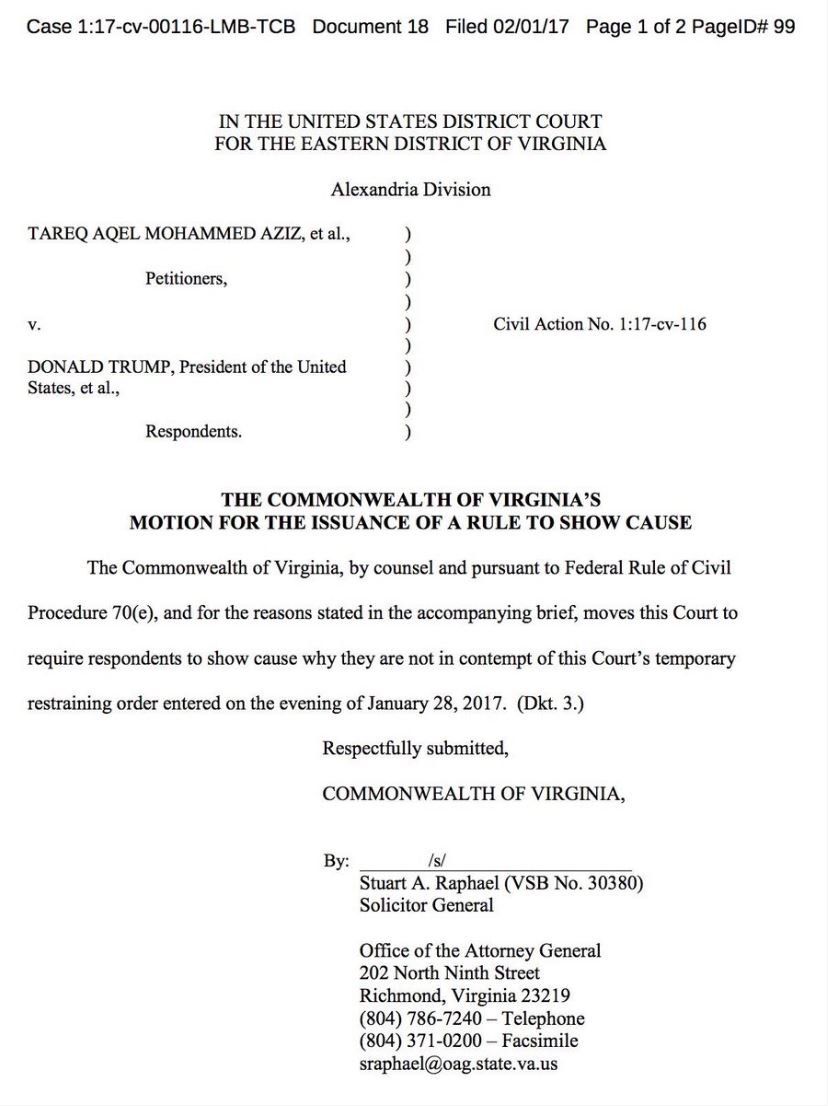 Case 1:17-cv-00116-LMB-TCB Document 18 Filed 02/01/17 Page 1 of 2 PageID# 99
IN THE UNITED STATES DISTRICT COURT
FOR THE EASTERN DISTRICT OF VIRGINIA
Alexandria Division
TAREQ AQEL MOHAMMED AZIZ, et al., )
)
Petitioners, )
)
v. ) Civil Action No. 1:17-cv-116
)
DONALD TRUMP, President of the United )
States, et al., )
)
Respondents. )
THE COMMONWEALTH OF VIRGINIA'S
MOTION FOR THE ISSUANCE OF A RULE TO SHOW CAUSE
The Commonwealth of Virginia, by counsel and pursuant to Federal Rule of Civil
Procedure 70(e), and for the reasons stated in the accompanying brief, moves this Court to
require respondents to show cause why they are not in contempt of this Court's temporary
restraining order entered on the evening of January 28, 2017. (Dkt. 3.)
Respectfully submitted,
COMMONWEALTH OF VIRGINIA,
By: /s/
Stuart A. Raphael (VSB No. 30380)
Solicitor General
Office of the Attorney General
202 North Ninth Street
Richmond, Virginia 23219
(804) 786-7240 – Telephone
(804) 371-0200 – Facsimile
sraphael@oag.state.va.us